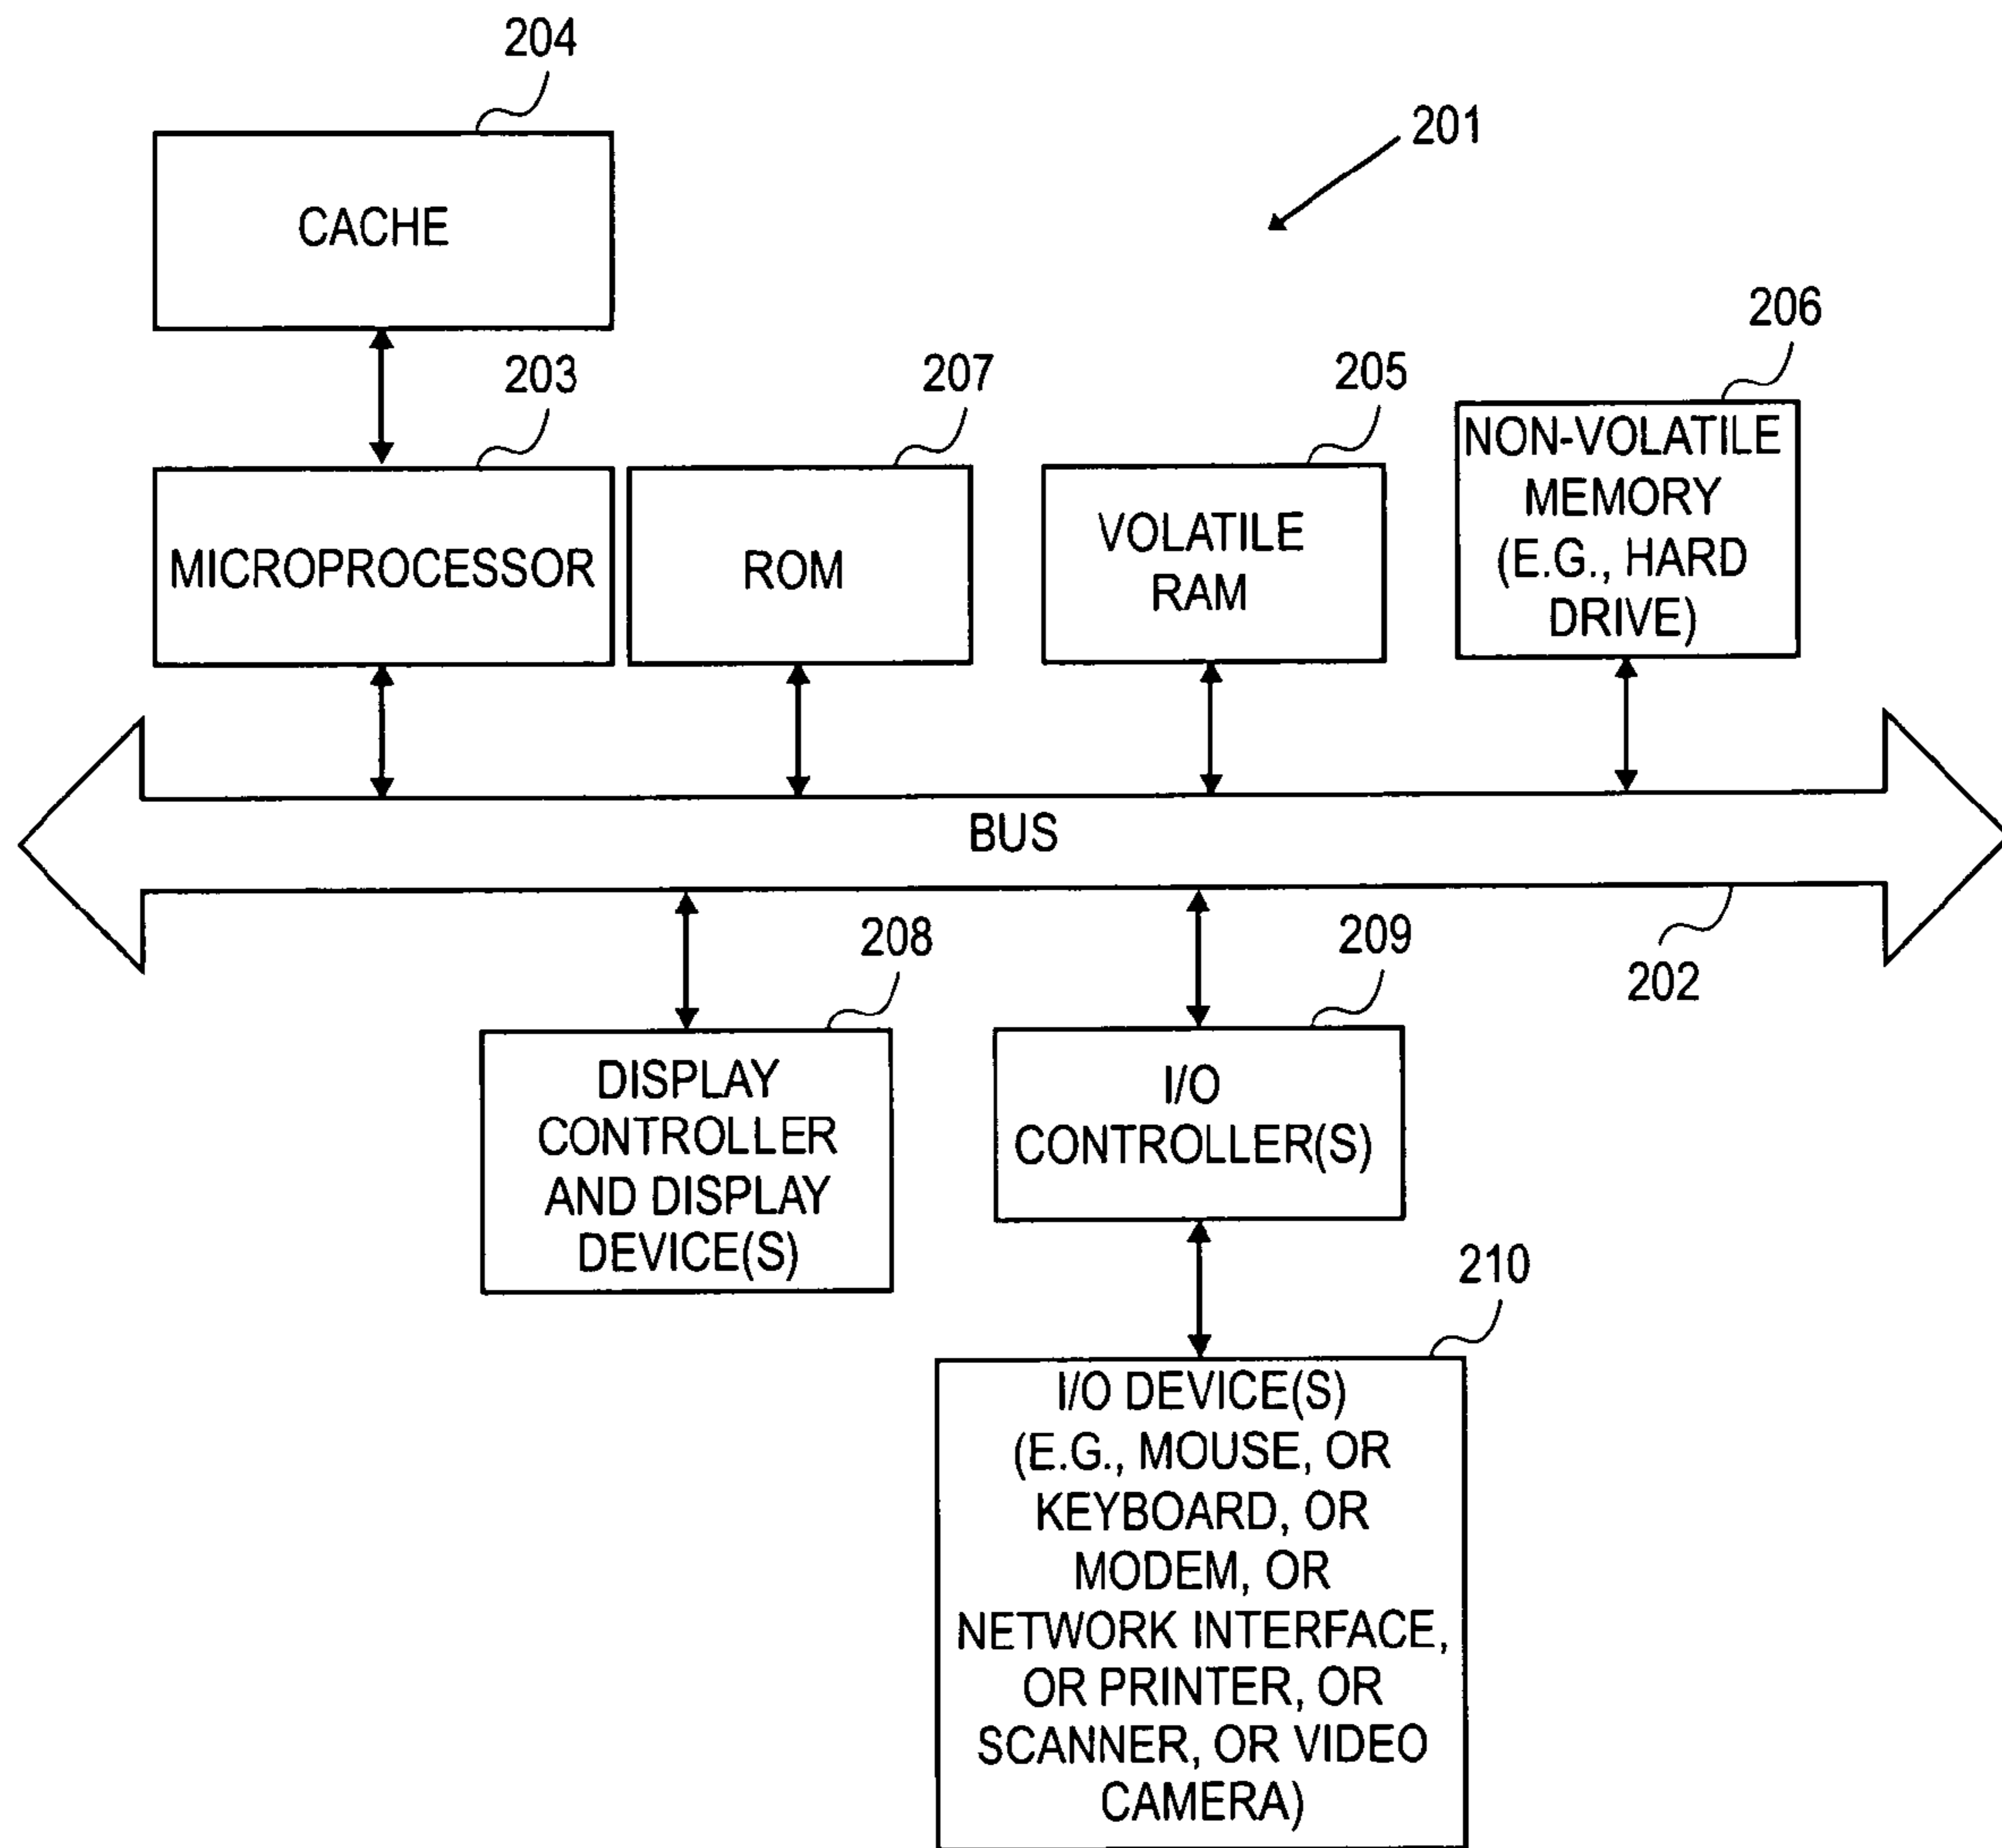 204
201
CACHE
206
203
207
205
NON-VOLATILE
MEMORY
(E.G., HARD
DRIVE)
MICROPROCESSOR
ROM
VOLATILE
RAM
BUS
208
209
202
DISPLAY
CONTROLLER
AND DISPLAY
DEVICE(S)
I/O
CONTROLLER(S)
210
I/O DEVICE(S)
(E.G., MOUSE, OR
KEYBOARD, OR
MODEM, OR
NETWORK INTERFACE,
OR PRINTER, OR
SCANNER, OR VIDEO
CAMERA)